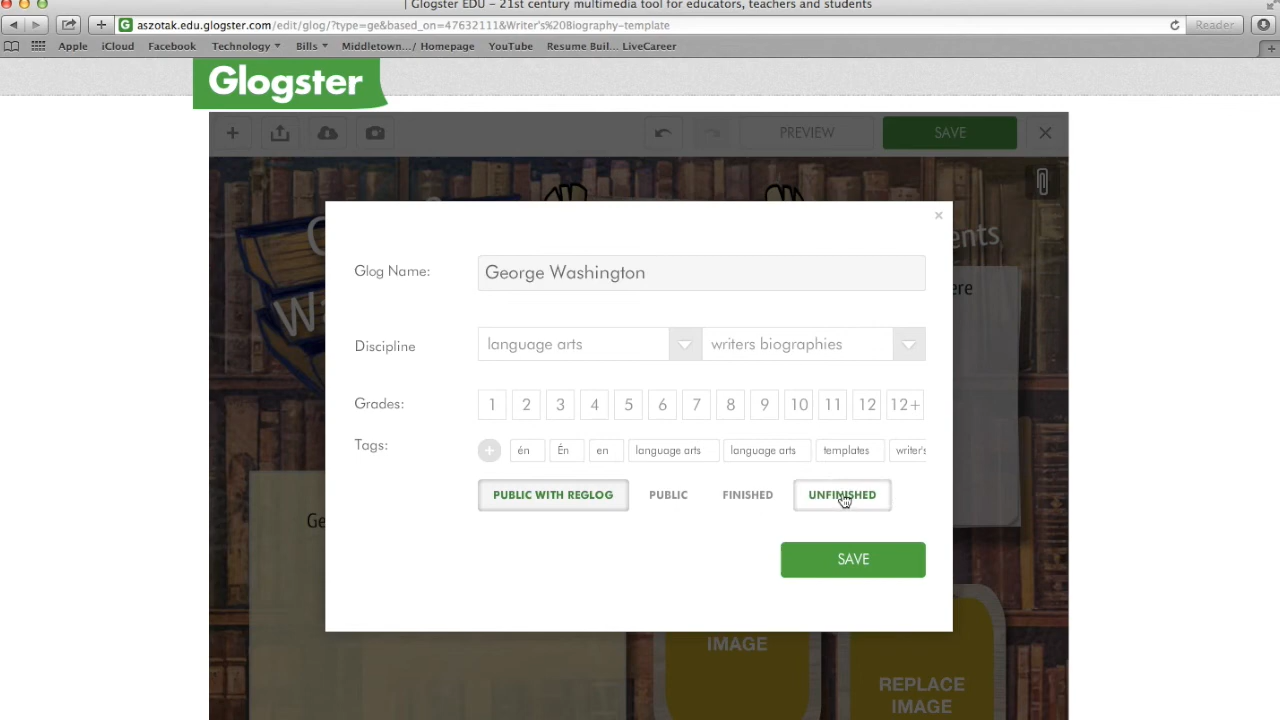 Glogster EDU – 21st century multimedia tool for educators, teachers and students
aszotak.edu.glogster.com/edit/glog/?type=ge&based_on=47632111&Writer's%20Biography-template
Reader
Apple iCloud Facebook Technology Bills Middletown.../ Homepage YouTube Resume Buil... LiveCareer
Glogster
PREVIEW SAVE
ents
ere
Glog Name: George Washington
Discipline language arts writers biographies
Grades: 1 2 3 4 5 6 7 8 9 10 11 12 12+
Tags: én Én en language arts language arts templates writer's
PUBLIC WITH REGLOG PUBLIC FINISHED UNFINISHED
Ge
SAVE
IMAGE
REPLACE
IMAGE